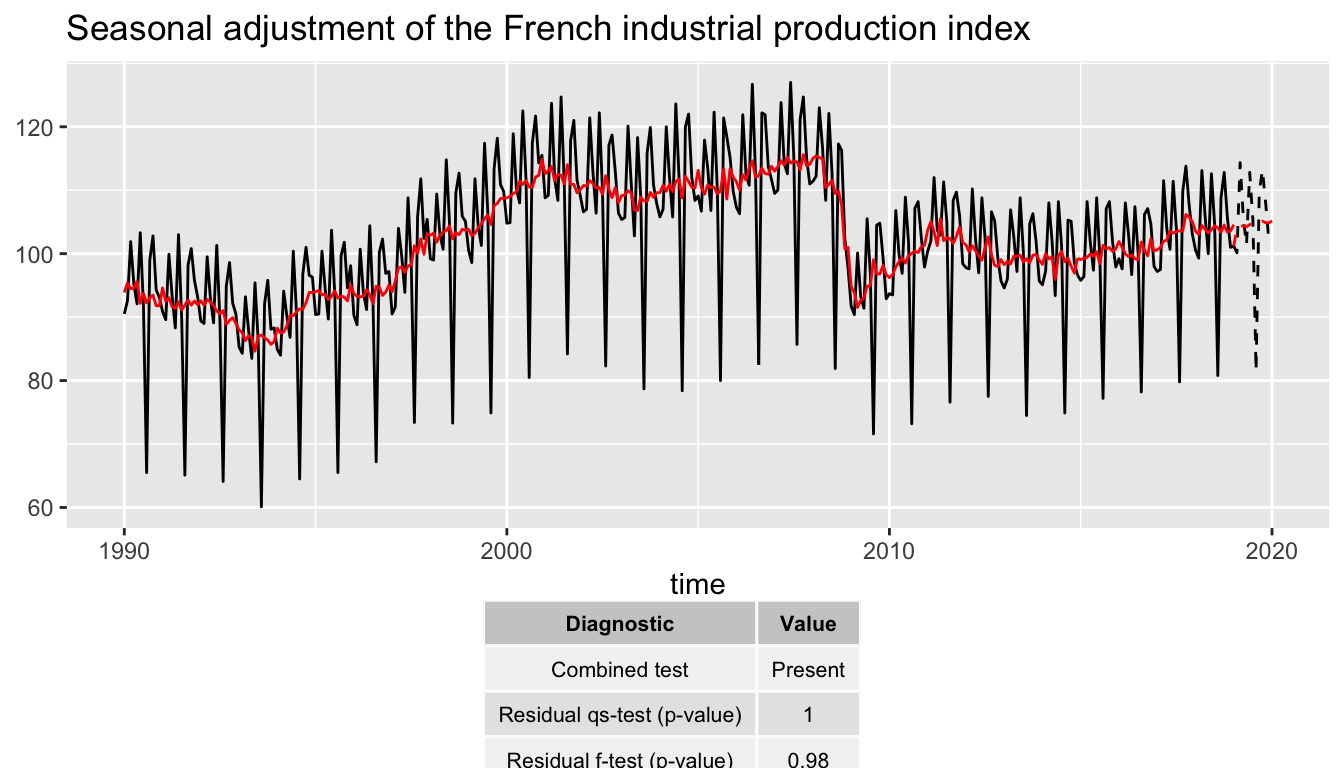 Seasonal adjustment of the French industrial production index
120
100
80
60
1990 2000 2010 2020
time
Diagnostic Value
Combined test Present
Residual qs-test (p-value) 1
Residual f-test (p-value) 0.98